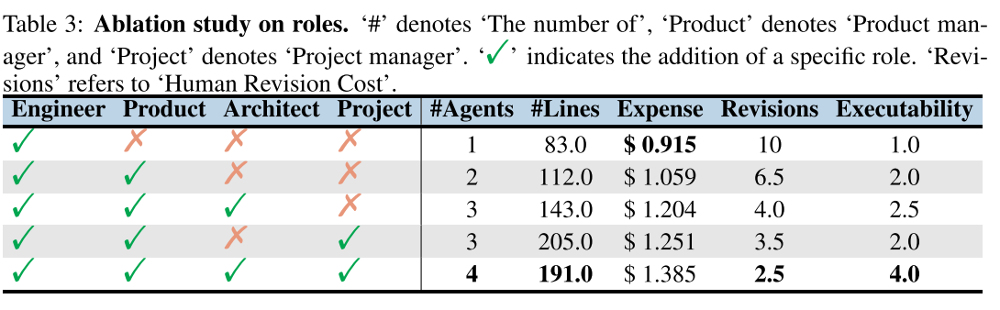 Table 3: Ablation study on roles. ‘#’ denotes ‘The number of’, ‘Product’ denotes ‘Product man-
ager’, and ‘Project’ denotes ‘Project manager’. ‘✓’ indicates the addition of a specific role. ‘Revi-
sions’ refers to ‘Human Revision Cost’.
Engineer Product Architect Project #Agents #Lines Expense Revisions Executability
✓ ✗ ✗ ✗ 1 83.0 $ 0.915 10 1.0
✓ ✓ ✗ ✗ 2 112.0 $ 1.059 6.5 2.0
✓ ✓ ✓ ✗ 3 143.0 $ 1.204 4.0 2.5
✓ ✓ ✗ ✓ 3 205.0 $ 1.251 3.5 2.0
✓ ✓ ✓ ✓ 4 191.0 $ 1.385 2.5 4.0